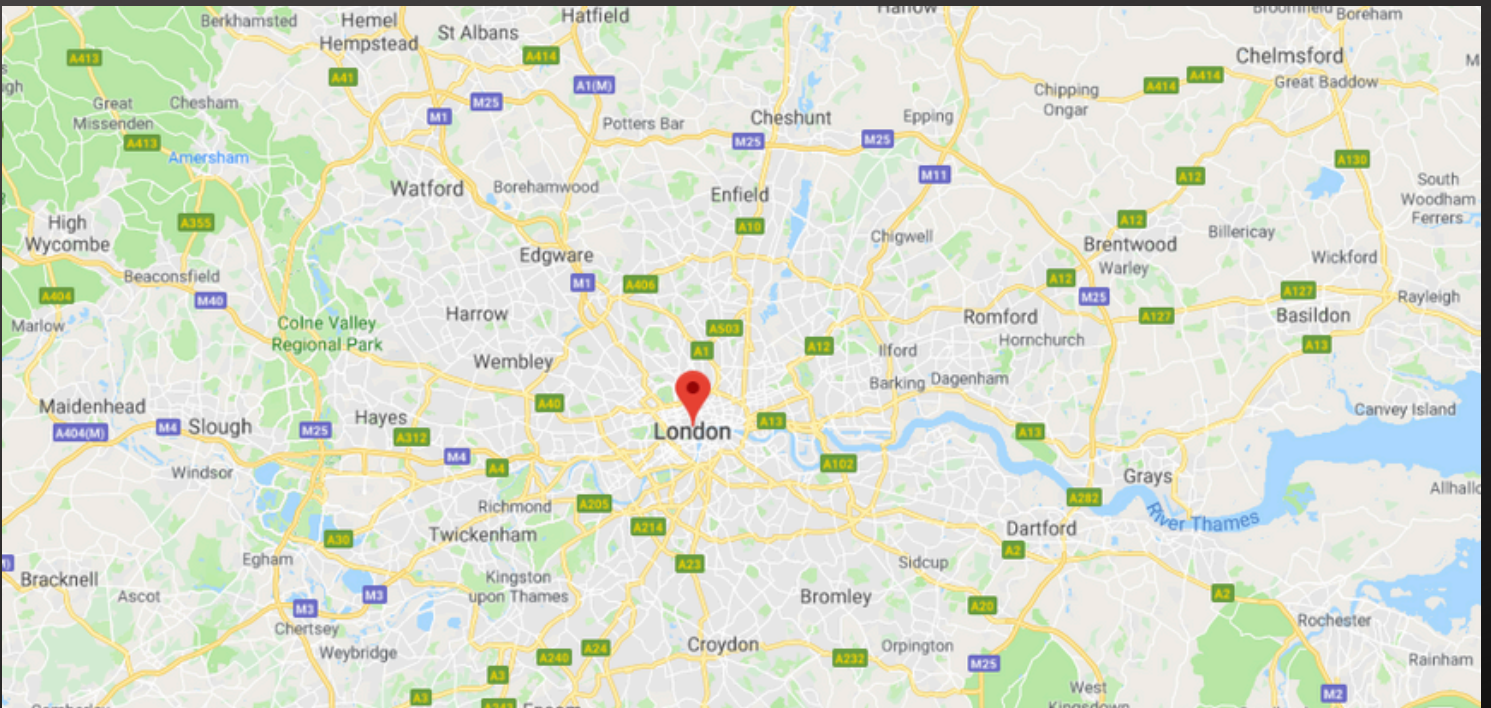 Berkhamsted
Hemel
Hempstead
St Albans
Hatfield
Boreham
A413
A41
A414
A1(M)
Chelmsford
Great Baddow
A414
A414
Chipping
Ongar
Great
Missenden
Chesham
M1
M25
Potters Bar
Cheshunt
Epping
M25
M25
A413
Amersham
A130
M11
A12
South
Woodham
Ferrers
Watford
Borehamwood
Enfield
High
Wycombe
A355
A10
Chigwell
A12
Brentwood
Billericay
Warley
Wickford
Edgware
Beaconsfield
M40
A404
M1
A406
A12
M25
A127
A127
Rayleigh
Marlow
Colne Valley
Regional Park
Harrow
A503
Romford
Hornchurch
Basildon
A13
Wembley
A1
A12
Ilford
Barking
Dagenham
Maidenhead
A404(M)
M4
Slough
M25
Hayes
A312
A40
London
A13
A13
Canvey Island
Windsor
M4
A4
A102
Grays
Richmond
A205
A282
River Thames
A30
Twickenham
A214
Dartford
A2
Egham
A23
Sidcup
Bracknell
Ascot
M3
M3
Kingston
upon Thames
Bromley
A20
A2
Chertsey
Rochester
Weybridge
A240
A24
Croydon
A232
Orpington
M25
Rainham
A3
A3
West
M2